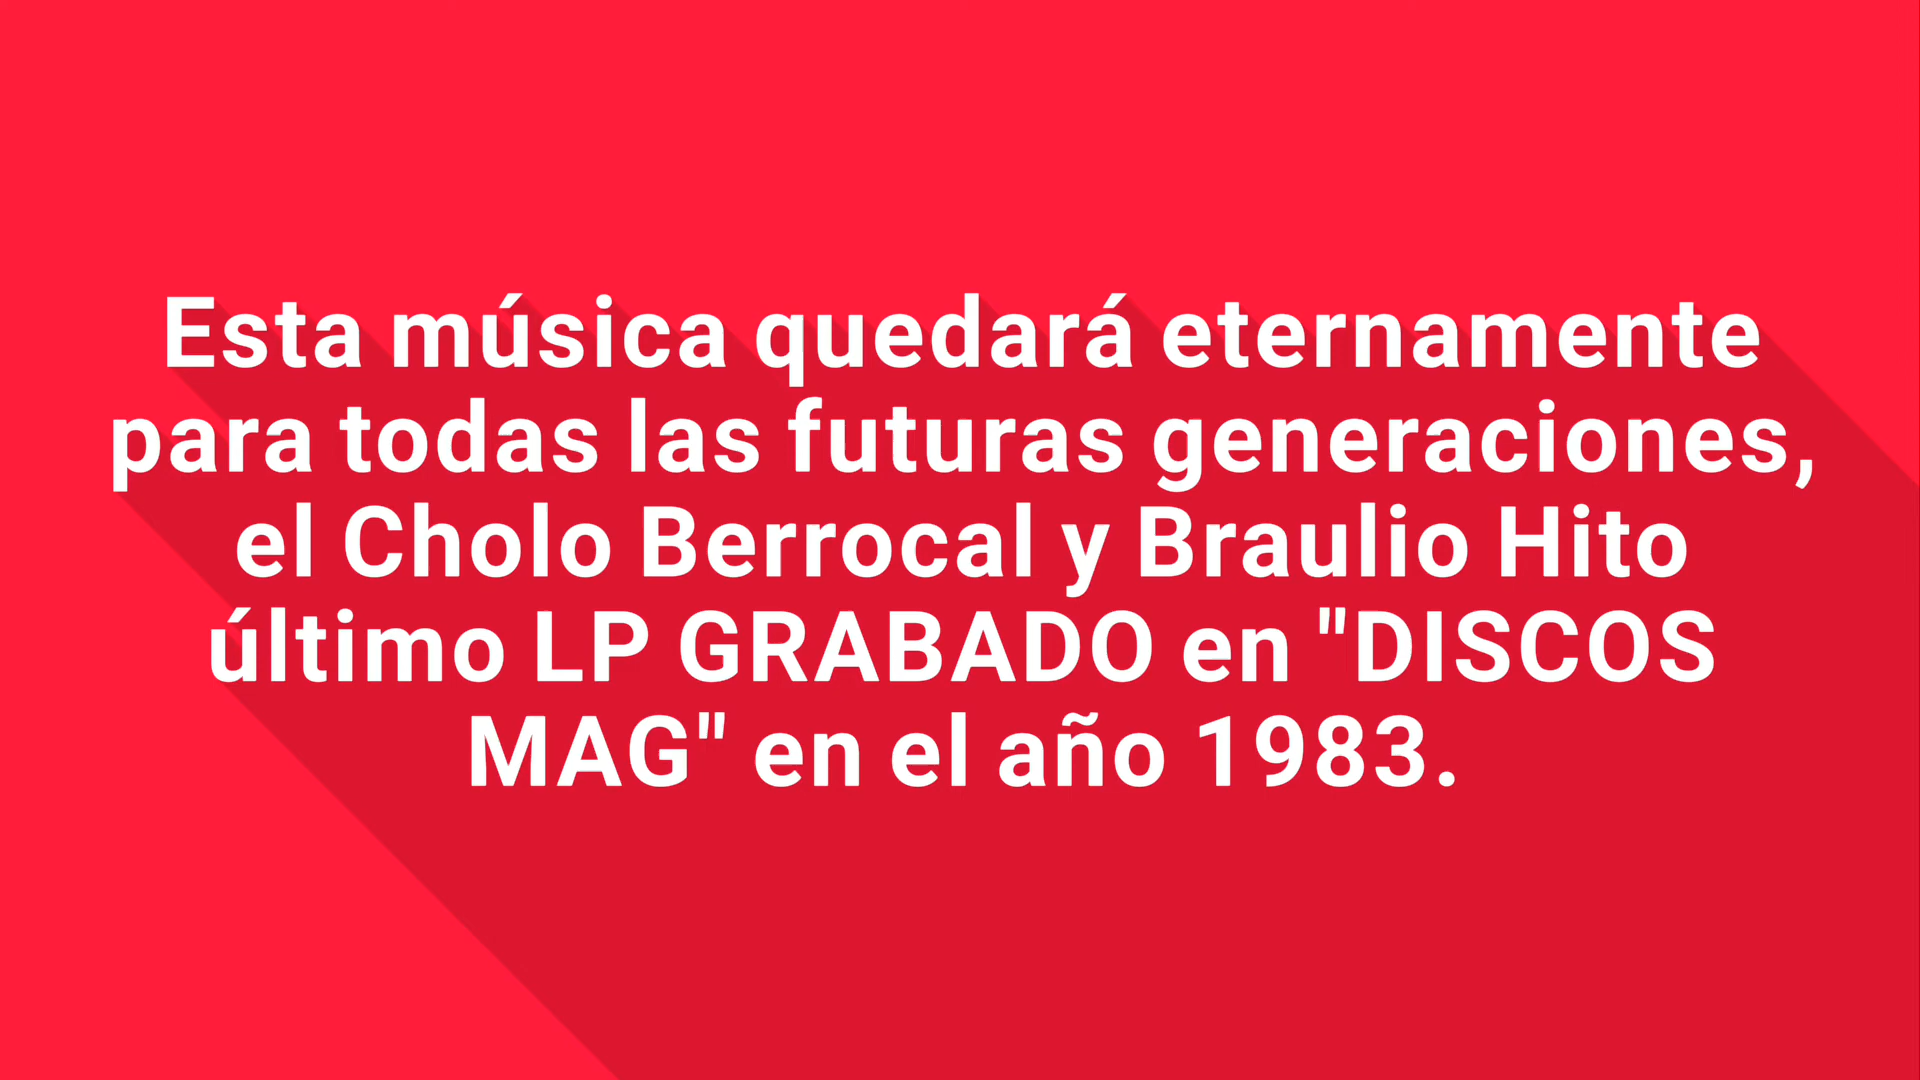 Esta música quedará eternamente
para todas las futuras generaciones,
el Cholo Berrocal y Braulio Hito
último LP GRABADO en "DISCOS
MAG" en el año 1983.